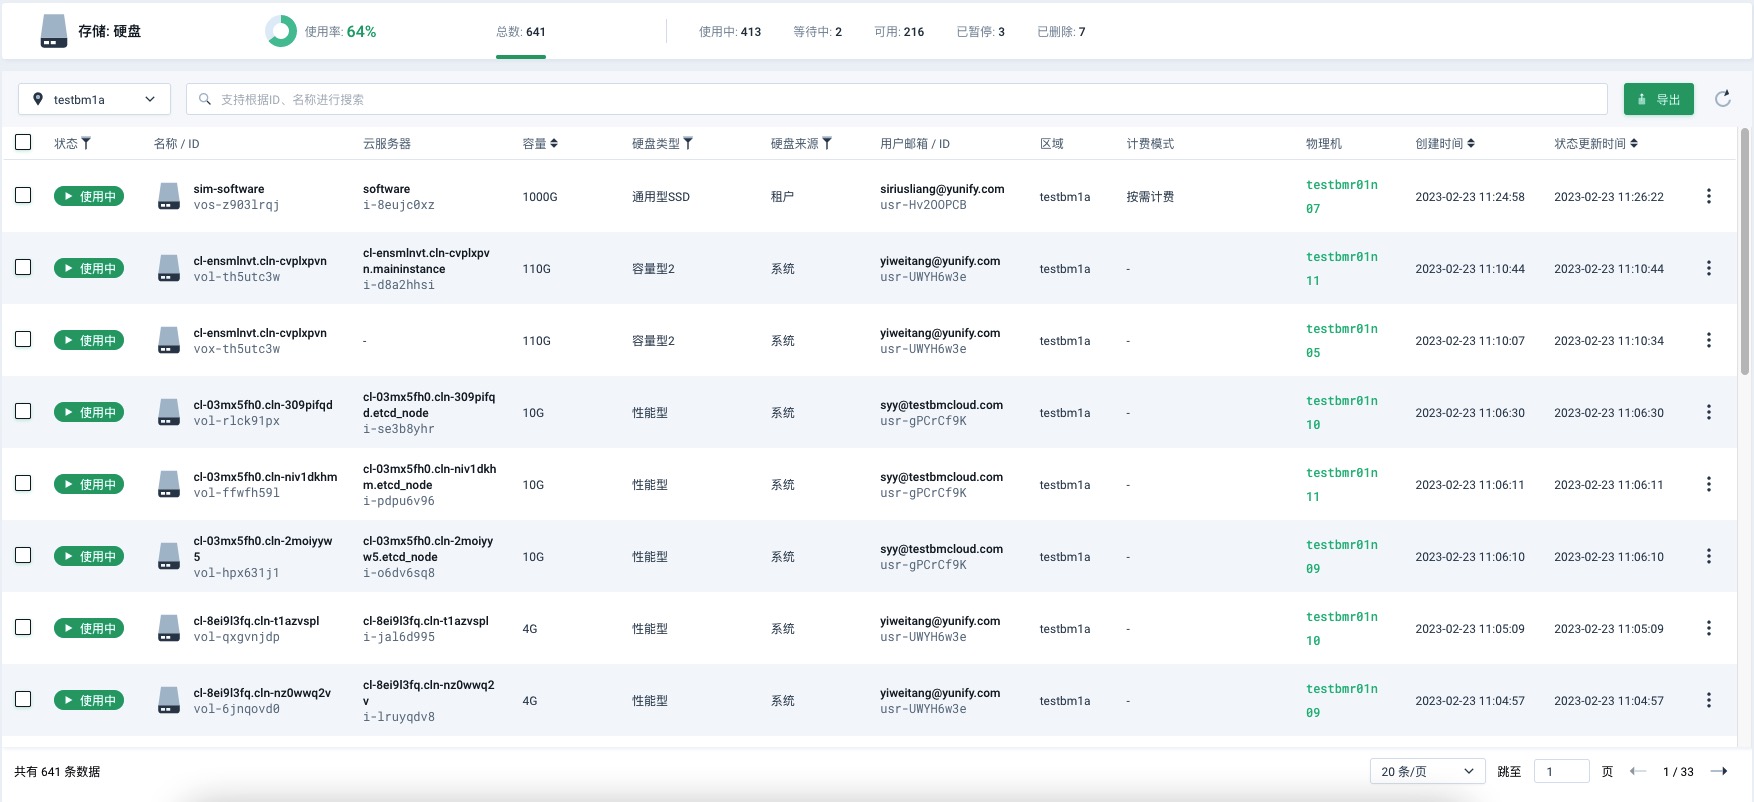 存储: 硬盘
使用率: 64%
总数: 641
使用中: 413
等待中: 2
可用: 216
已暂停: 3
已删除: 7
testbm1a
支持根据ID、名称进行搜索
导出
状态 名称 / ID 云服务器 容量 硬盘类型 硬盘来源 用户邮箱 / ID 区域 计费模式 物理机 创建时间 状态更新时间
使用中
sim-software
vos-z903lrqj
software
i-8eujc0xz
1000G
通用型SSD
租户
siriusliang@yunify.com
usr-Hv2OOPCB
testbm1a
按需计费
testbmr01n
07
2023-02-23 11:24:58
2023-02-23 11:26:22
使用中
cl-ensmlnvt.cln-cvplxpvn
vol-th5utc3w
cl-ensmlnvt.cln-cvplxpv
n.maininstance
i-d8a2hhsi
110G
容量型2
系统
yiweitang@yunify.com
usr-UWYH6w3e
testbm1a
-
testbmr01n
11
2023-02-23 11:10:44
2023-02-23 11:10:44
使用中
cl-ensmlnvt.cln-cvplxpvn
vox-th5utc3w
-
110G
容量型2
系统
yiweitang@yunify.com
usr-UWYH6w3e
testbm1a
-
testbmr01n
05
2023-02-23 11:10:07
2023-02-23 11:10:34
使用中
cl-03mx5fh0.cln-309pifqd
vol-rlck91px
cl-03mx5fh0.cln-309pifq
d.etcd_node
i-se3b8yhr
10G
性能型
系统
syy@testbmcloud.com
usr-gPCrCf9K
testbm1a
-
testbmr01n
10
2023-02-23 11:06:30
2023-02-23 11:06:30
使用中
cl-03mx5fh0.cln-niv1dkhm
vol-ffwfh59l
cl-03mx5fh0.cln-niv1dkh
m.etcd_node
i-pdpu6v96
10G
性能型
系统
syy@testbmcloud.com
usr-gPCrCf9K
testbm1a
-
testbmr01n
11
2023-02-23 11:06:11
2023-02-23 11:06:11
使用中
cl-03mx5fh0.cln-2moiyyw
5
vol-hpx631j1
cl-03mx5fh0.cln-2moiyy
w5.etcd_node
i-o6dv6sq8
10G
性能型
系统
syy@testbmcloud.com
usr-gPCrCf9K
testbm1a
-
testbmr01n
09
2023-02-23 11:06:10
2023-02-23 11:06:10
使用中
cl-8ei9l3fq.cln-t1azvspl
vol-qxgvnjdp
cl-8ei9l3fq.cln-t1azvspl
i-jal6d995
4G
性能型
系统
yiweitang@yunify.com
usr-UWYH6w3e
testbm1a
-
testbmr01n
10
2023-02-23 11:05:09
2023-02-23 11:05:09
使用中
cl-8ei9l3fq.cln-nz0wwq2v
vol-6jnqovd0
cl-8ei9l3fq.cln-nz0wwq2
v
i-lruyqdv8
4G
性能型
系统
yiweitang@yunify.com
usr-UWYH6w3e
testbm1a
-
testbmr01n
09
2023-02-23 11:04:57
2023-02-23 11:04:57
共有 641 条数据
20 条/页
跳至 1 页
1 / 33